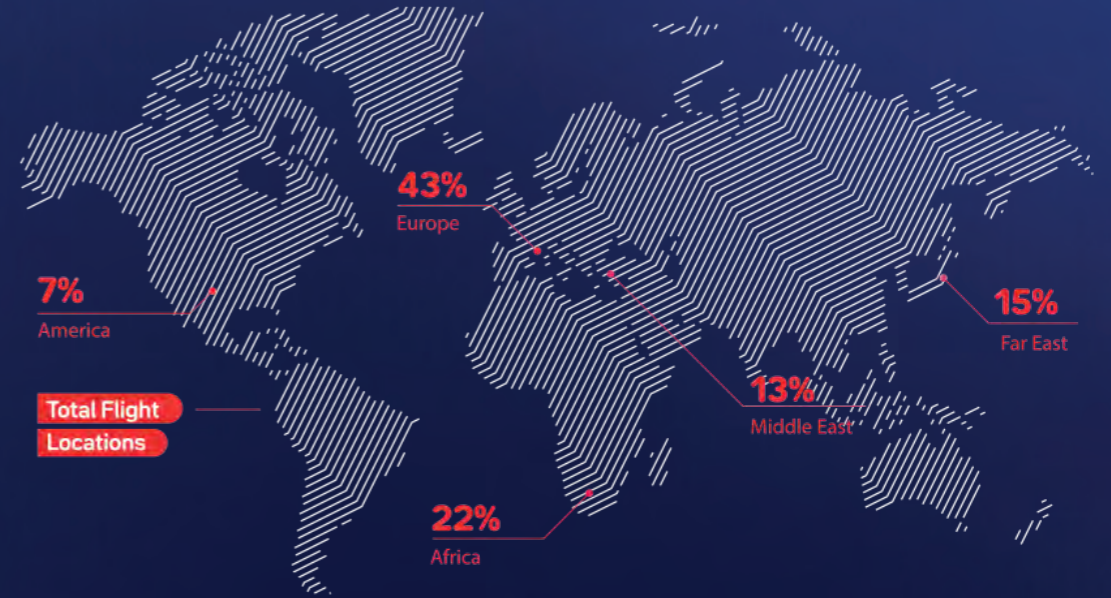 43%
Europe
7%
America
15%
Far East
13%
Middle East
Total Flight
Locations
22%
Africa